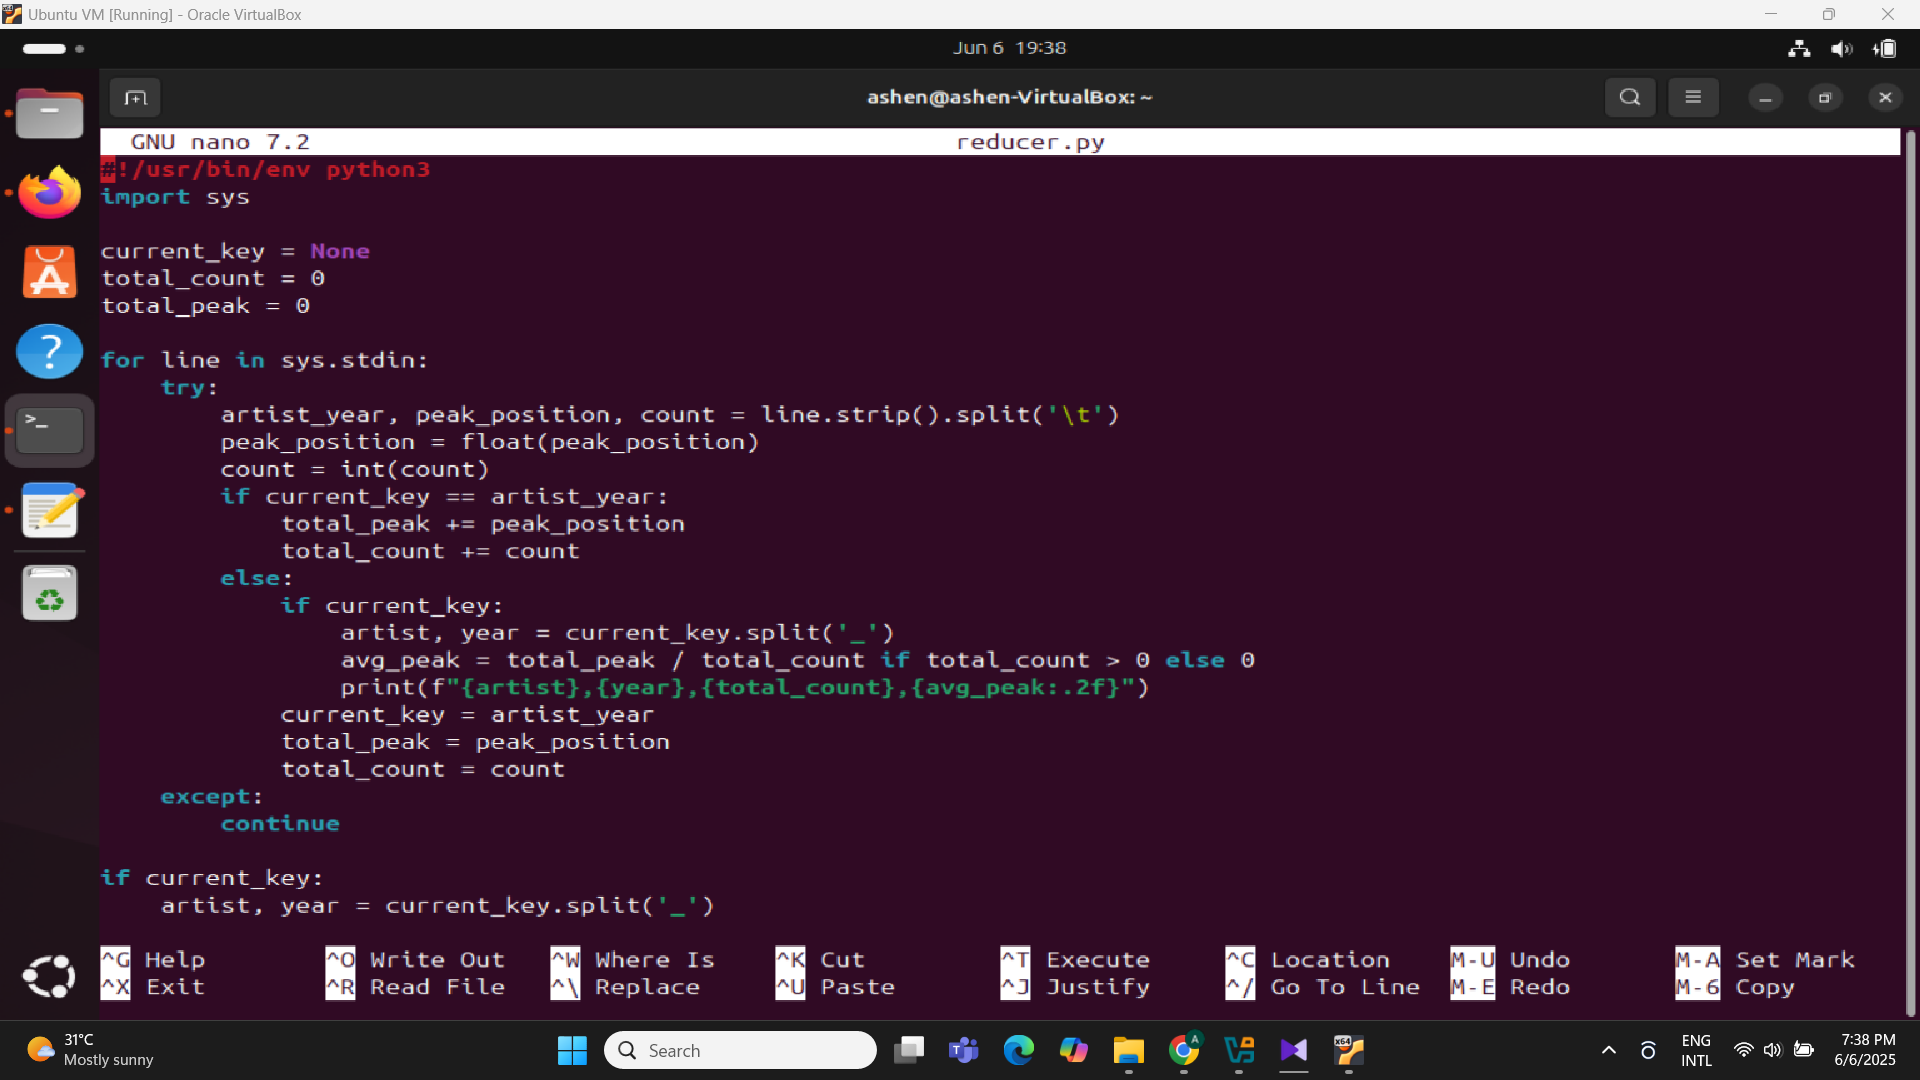 Ubuntu VM [Running] - Oracle VirtualBox
Jun 6 19:38
ashen@ashen-VirtualBox: ~
GNU nano 7.2 reducer.py
#!/usr/bin/env python3
import sys
current_key = None
total_count = 0
total_peak = 0
for line in sys.stdin:
    try:
        artist_year, peak_position, count = line.strip().split('\t')
        peak_position = float(peak_position)
        count = int(count)
        if current_key == artist_year:
            total_peak += peak_position
            total_count += count
        else:
            if current_key:
                artist, year = current_key.split('_')
                avg_peak = total_peak / total_count if total_count > 0 else 0
                print(f"{artist},{year},{total_count},{avg_peak:.2f}")
            current_key = artist_year
            total_peak = peak_position
            total_count = count
    except:
        continue
if current_key:
    artist, year = current_key.split('_')
^G Help ^O Write Out ^W Where Is ^K Cut ^T Execute ^C Location M-U Undo M-A Set Mark
^X Exit ^R Read File ^\ Replace ^U Paste ^J Justify ^/ Go To Line M-E Redo M-6 Copy
31°C
Mostly sunny
Search
ENG
INTL
7:38 PM
6/6/2025